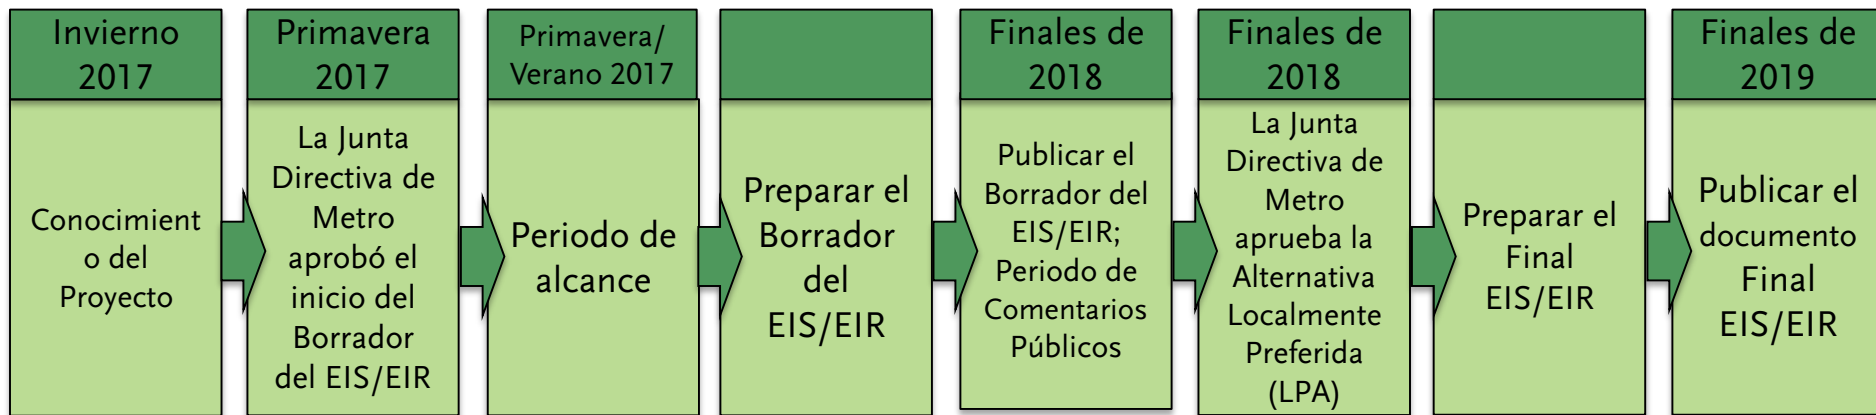 Invierno
2017
Conocimient
o del
Proyecto
Primavera
2017
La Junta
Directiva de
Metro
aprobó el
inicio del
Borrador
del EIS/EIR
Primavera/
Verano 2017
Periodo de
alcance
Preparar el
Borrador
del
EIS/EIR
Finales de
2018
Publicar el
Borrador del
EIS/EIR;
Periodo de
Comentarios
Públicos
Finales de
2018
La Junta
Directiva de
Metro
aprueba la
Alternativa
Localmente
Preferida
(LPA)
Preparar el
Final
EIS/EIR
Finales de
2019
Publicar el
documento
Final
EIS/EIR